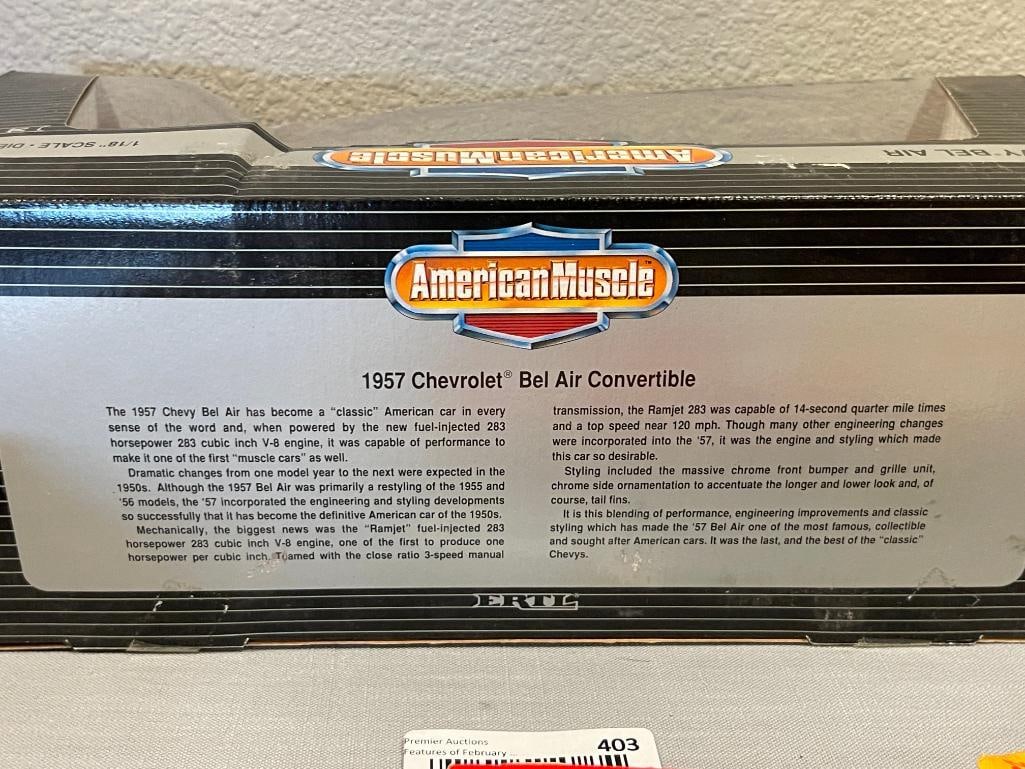 1/18" SCALE - DIE
American Muscle
Y BEL AIR
American Muscle™
1957 Chevrolet® Bel Air Convertible
The 1957 Chevy Bel Air has become a "classic" American car in every
sense of the word and, when powered by the new fuel-injected 283
horsepower 283 cubic inch V-8 engine, it was capable of performance to
make it one of the first "muscle cars" as well.
Dramatic changes from one model year to the next were expected in the
1950s. Although the 1957 Bel Air was primarily a restyling of the 1955 and
'56 models, the '57 incorporated the engineering and styling developments
so successfully that it has become the definitive American car of the 1950s.
Mechanically, the biggest news was the "Ramjet" fuel-injected 283
horsepower 283 cubic inch V-8 engine, one of the first to produce one
horsepower per cubic inch. Teamed with the close ratio 3-speed manual
transmission, the Ramjet 283 was capable of 14-second quarter mile times
and a top speed near 120 mph. Though many other engineering changes
were incorporated into the '57, it was the engine and styling which made
this car so desirable.
Styling included the massive chrome front bumper and grille unit,
chrome side ornamentation to accentuate the longer and lower look and, of
course, tail fins.
It is this blending of performance, engineering improvements and classic
styling which has made the '57 Bel Air one of the most famous, collectible
and sought after American cars. It was the last, and the best of the "classic"
Chevys.
ERTL
Premier Auctions 403
Features of February ...